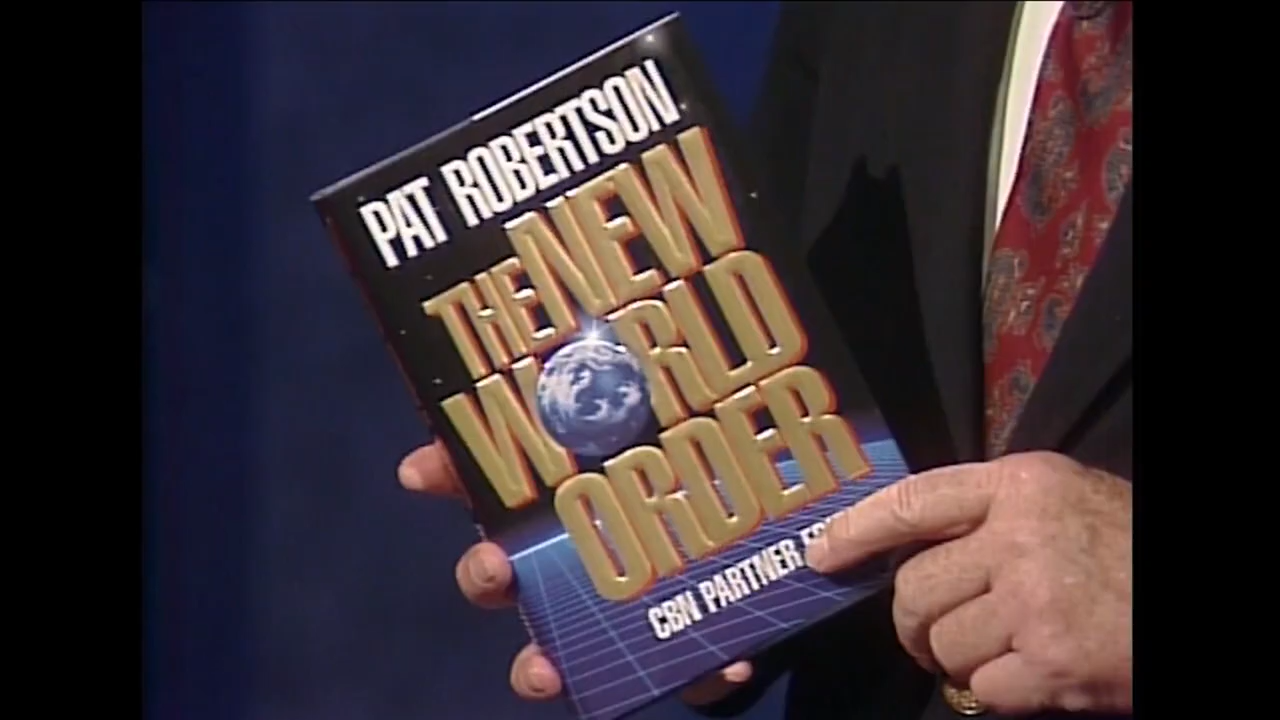 PAT ROBERTSON
THE NEW
WORLD
ORDER
CBN PARTNER